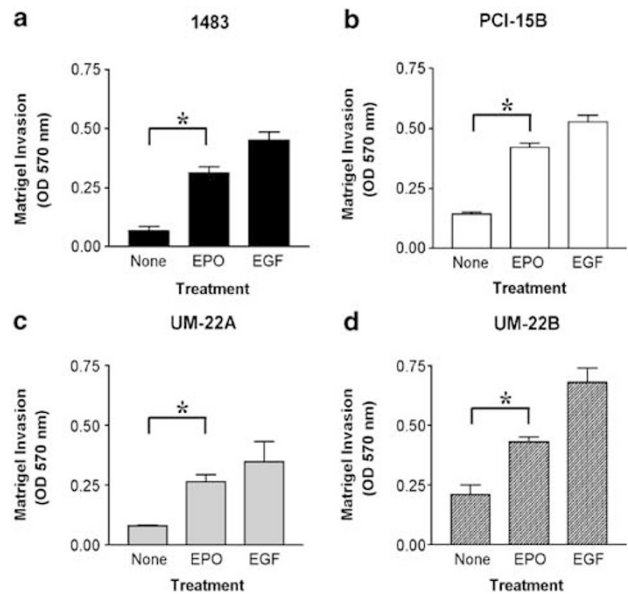 a
1483
Matrigel Invasion
(OD 570 nm)
0.75
0.50
0.25
0.00
*
None EPO EGF
Treatment
b
PCI-15B
Matrigel Invasion
(OD 570 nm)
0.75
0.50
0.25
0.00
*
None EPO EGF
Treatment
c
UM-22A
Matrigel Invasion
(OD 570 nm)
0.75
0.50
0.25
0.00
*
None EPO EGF
Treatment
d
UM-22B
Matrigel Invasion
(OD 570 nm)
0.75
0.50
0.25
0.00
*
None EPO EGF
Treatment